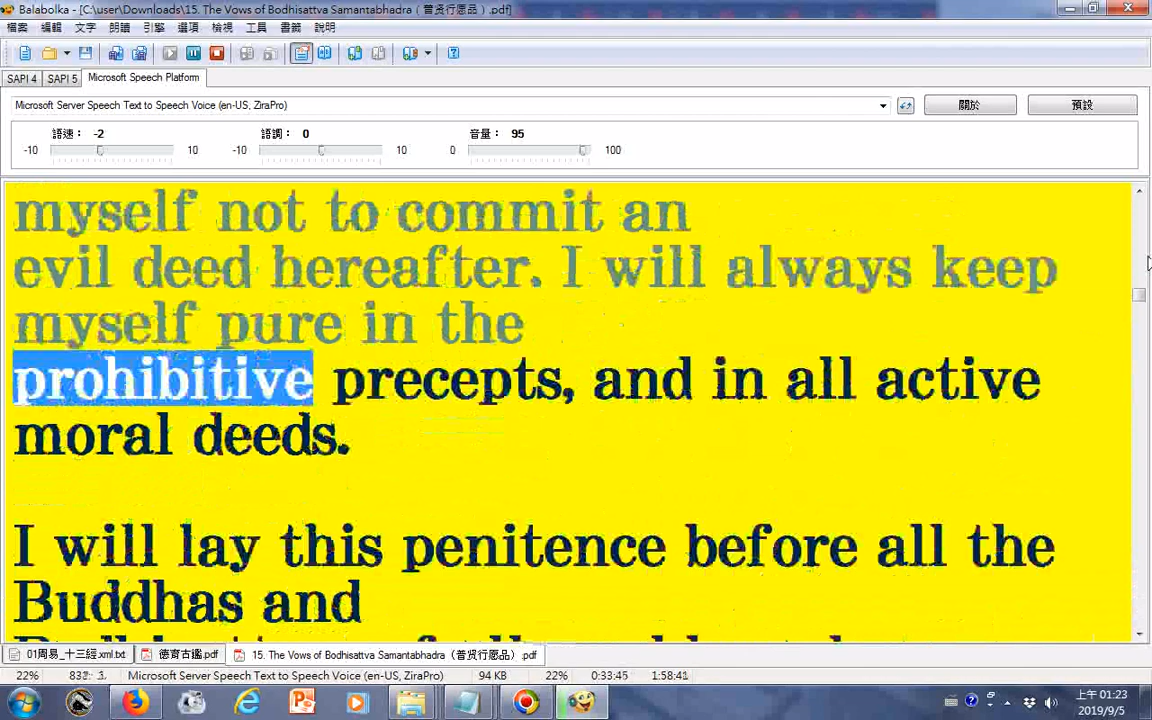 Balabolka - [C:\user\Downloads\15. The Vows of Bodhisattva Samantabhadra（普贤行愿品）.pdf]
檔案 編輯 文字 朗讀 引擎 選項 檢視 工具 書籤 說明
SAPI 4 SAPI 5 Microsoft Speech Platform
Microsoft Server Speech Text to Speech Voice (en-US, ZiraPro) 關於 預設
語速： -2 語調： 0 音量： 95
-10 10 -10 10 0 100
myself not to commit an
evil deed hereafter. I will always keep
myself pure in the
prohibitive precepts, and in all active
moral deeds.
I will lay this penitence before all the
Buddhas and
01周易_十三經.xml.txt 德育古鑑.pdf 15. The Vows of Bodhisattva Samantabhadra（普贤行愿品）.pdf
22% Microsoft Server Speech Text to Speech Voice (en-US, ZiraPro) 94 KB 22% 0:33:45 1:58:41
上午 01:23
2019/9/5